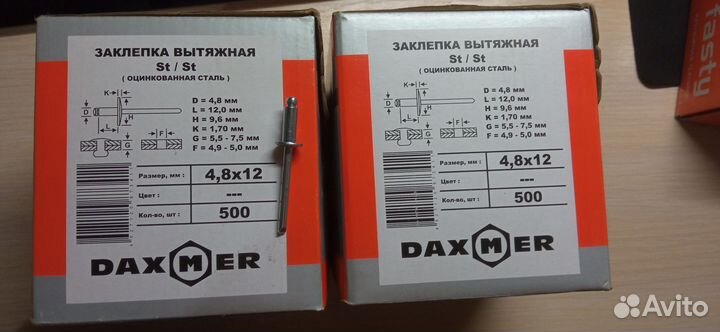 ЗАКЛЕПКА ВЫТЯЖНАЯ
St / St
( ОЦИНКОВАННАЯ СТАЛЬ )
K
D
H
L
F
G
D = 4,8 мм
L = 12,0 мм
H = 9,6 мм
K = 1,70 мм
G = 5,5 - 7,5 мм
F = 4,9 - 5,0 мм
Размер, мм : 4,8x12
Цвет : ---
Кол-во, шт : 500
DAXMER
ЗАКЛЕПКА ВЫТЯЖНАЯ
St / St
( ОЦИНКОВАННАЯ СТАЛЬ )
K
D
H
L
F
G
D = 4,8 мм
L = 12,0 мм
H = 9,6 мм
K = 1,70 мм
G = 5,5 - 7,5 мм
F = 4,9 - 5,0 мм
Размер, мм : 4,8x12
Цвет : ---
Кол-во, шт : 500
DAXMER
tasty
Avito